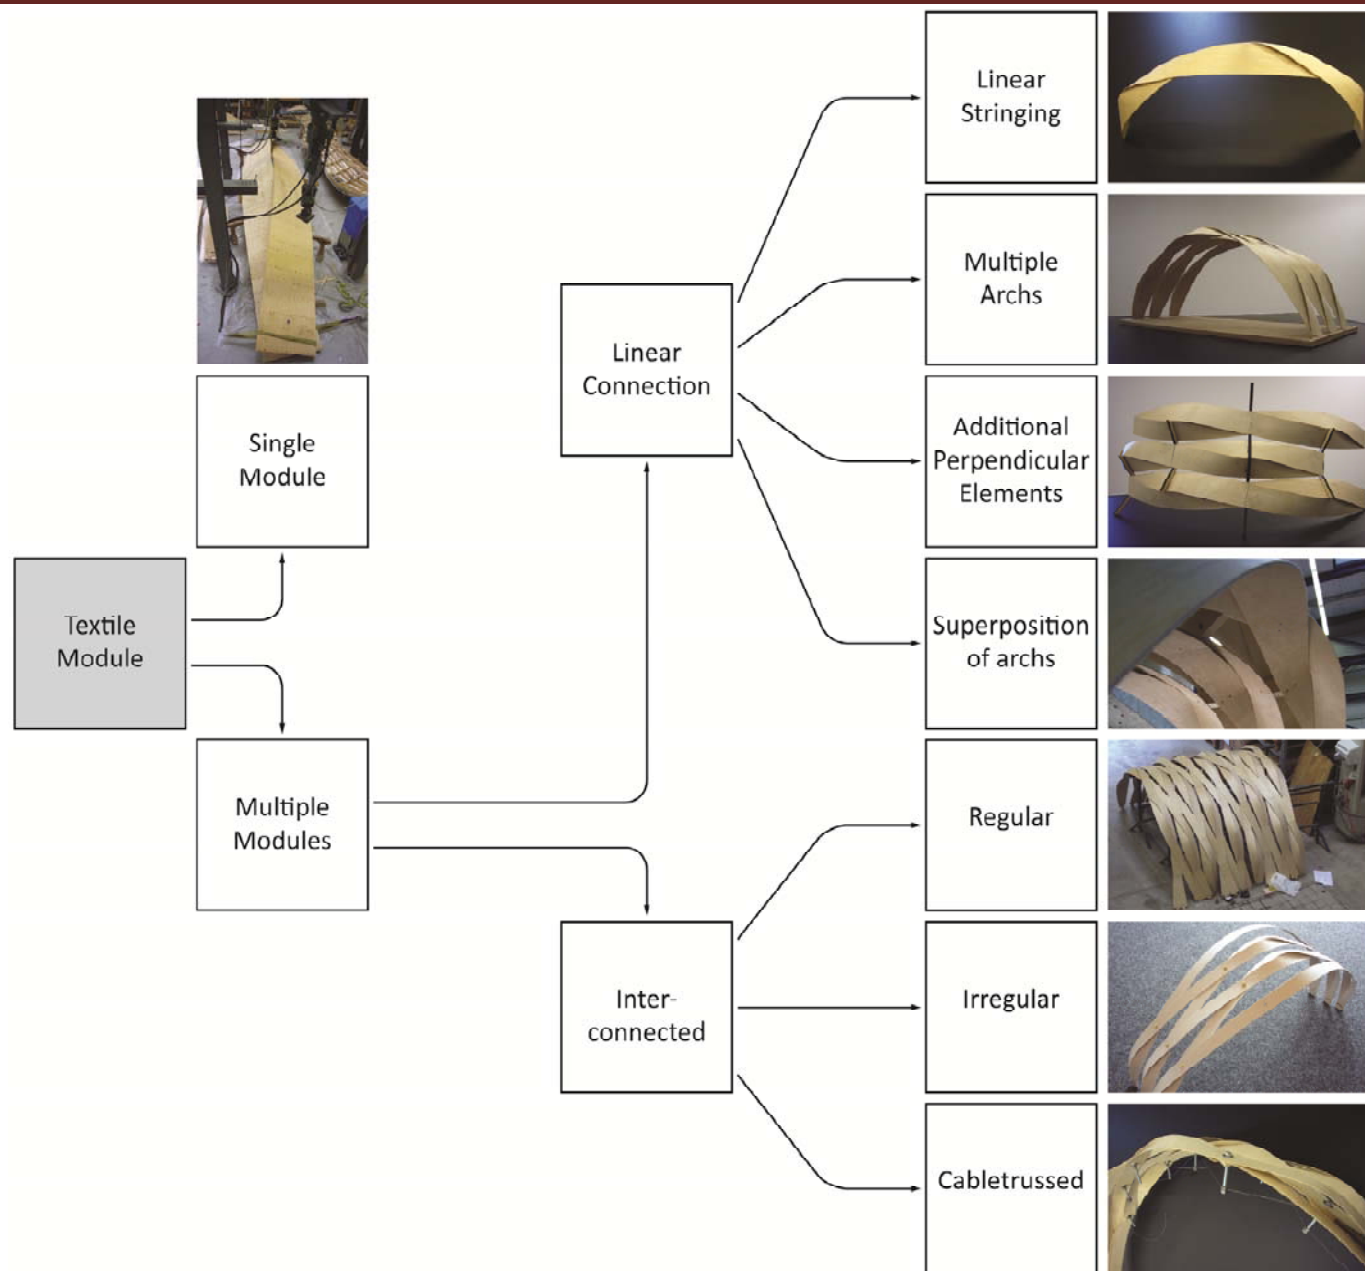 Linear
Stringing
Multiple
Archs
Linear
Connection
Additional
Perpendicular
Elements
Single
Module
Textile
Module
Superposition
of archs
Multiple
Modules
Regular
Inter-
connected
Irregular
Cabletrussed